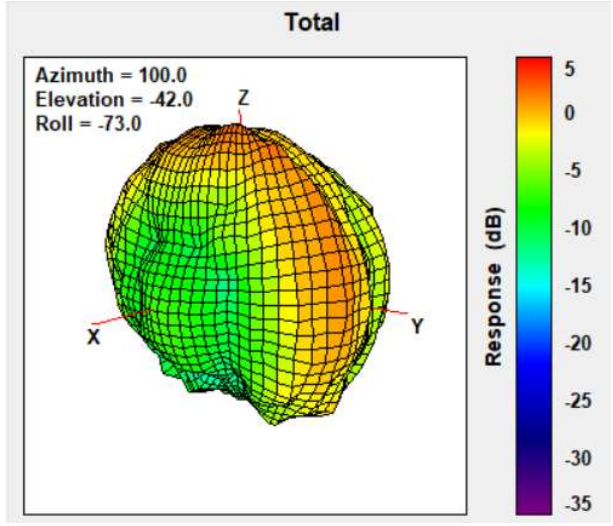 Total
Azimuth = 100.0
Elevation = -42.0
Roll = -73.0
Z
X
Y
Response (dB)
5
0
-5
-10
-15
-20
-25
-30
-35